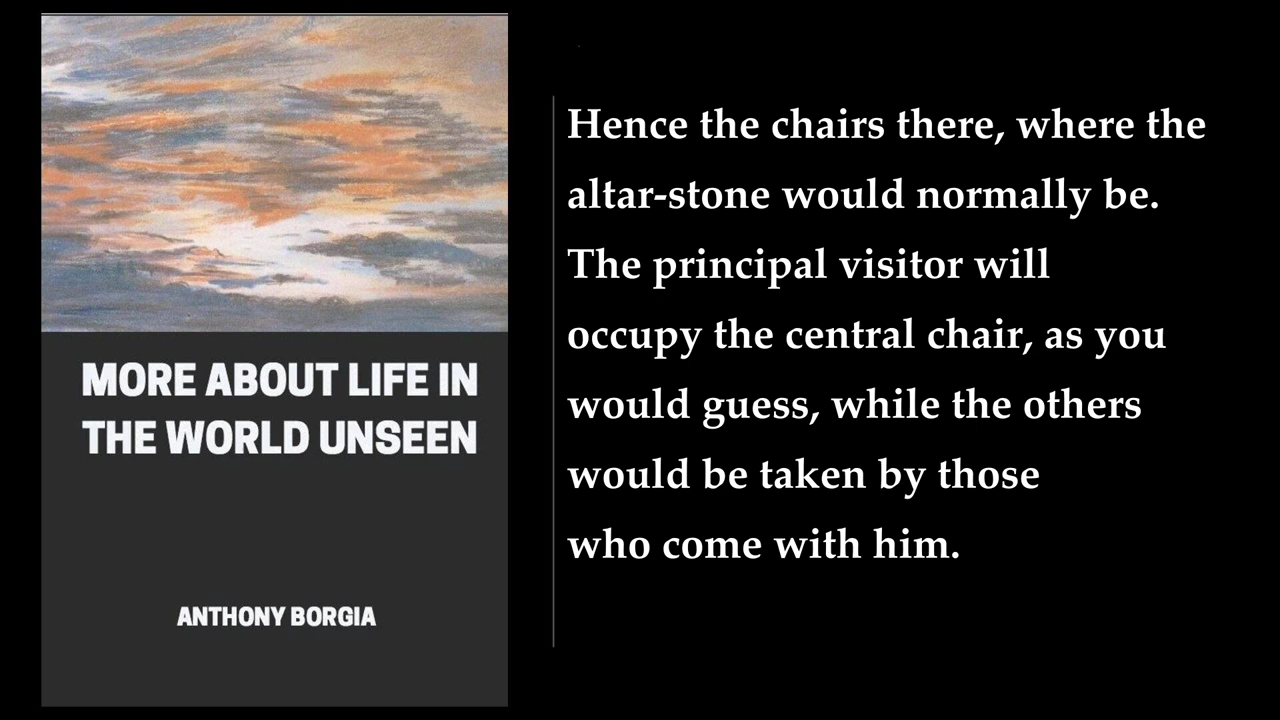 MORE ABOUT LIFE IN
THE WORLD UNSEEN
ANTHONY BORGIA
Hence the chairs there, where the
altar-stone would normally be.
The principal visitor will
occupy the central chair, as you
would guess, while the others
would be taken by those
who come with him.